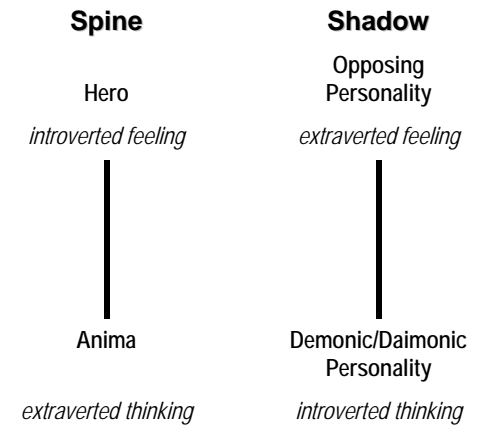 Spine
Shadow
Hero
Opposing
Personality
introverted feeling
extraverted feeling
Anima
Demonic/Daimonic
Personality
extraverted thinking
introverted thinking